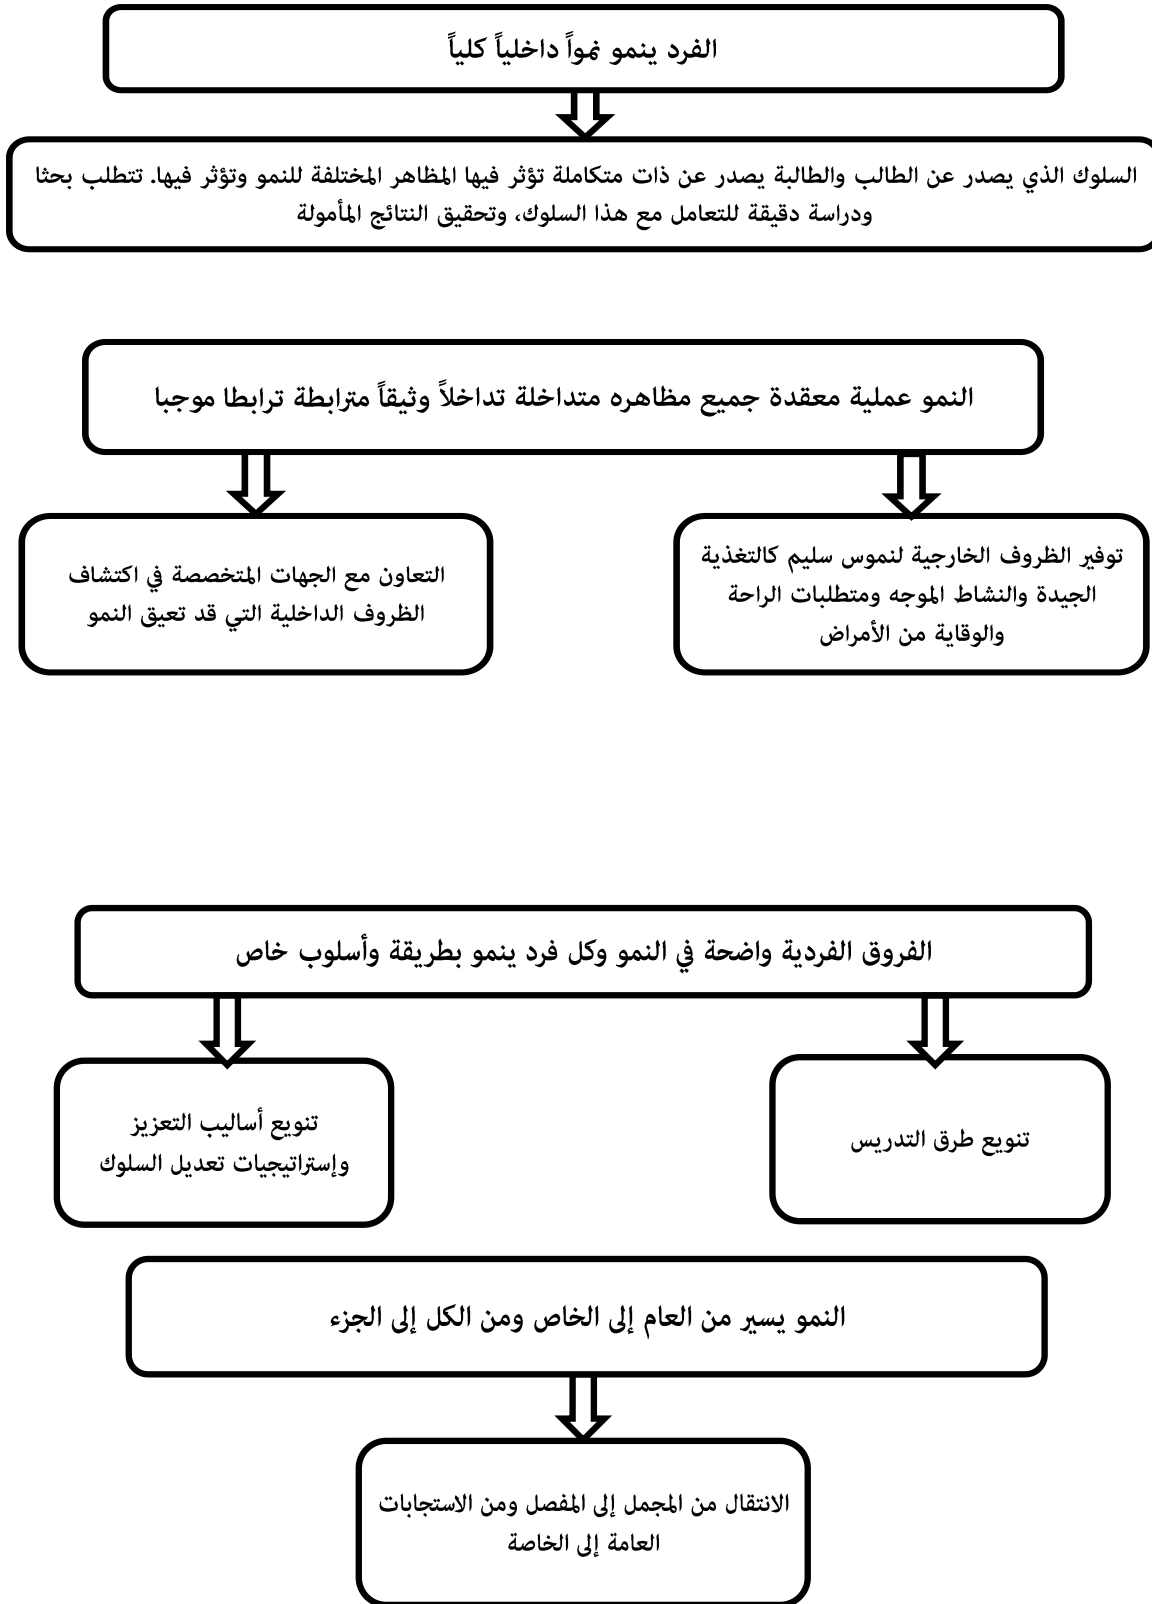 الفرد ينمو نمواً داخلياً كلياً
السلوك الذي يصدر عن الطالب والطالبة يصدر عن ذات متكاملة تؤثر فيها المظاهر المختلفة للنمو وتؤثر فيها. تتطلب بحثا
ودراسة دقيقة للتعامل مع هذا السلوك، وتحقيق النتائج المأمولة
النمو عملية معقدة جميع مظاهره متداخلة تداخلاً وثيقاً مترابطة ترابطا موجبا
توفير الظروف الخارجية لنموس سليم كالتغذية
الجيدة والنشاط الموجه ومتطلبات الراحة
والوقاية من الأمراض
التعاون مع الجهات المتخصصة في اكتشاف
الظروف الداخلية التي قد تعيق النمو
الفروق الفردية واضحة في النمو وكل فرد ينمو بطريقة وأسلوب خاص
تنويع طرق التدريس
تنويع أساليب التعزيز
وإستراتيجيات تعديل السلوك
النمو يسير من العام إلى الخاص ومن الكل إلى الجزء
الانتقال من المجمل إلى المفصل ومن الاستجابات
العامة إلى الخاصة